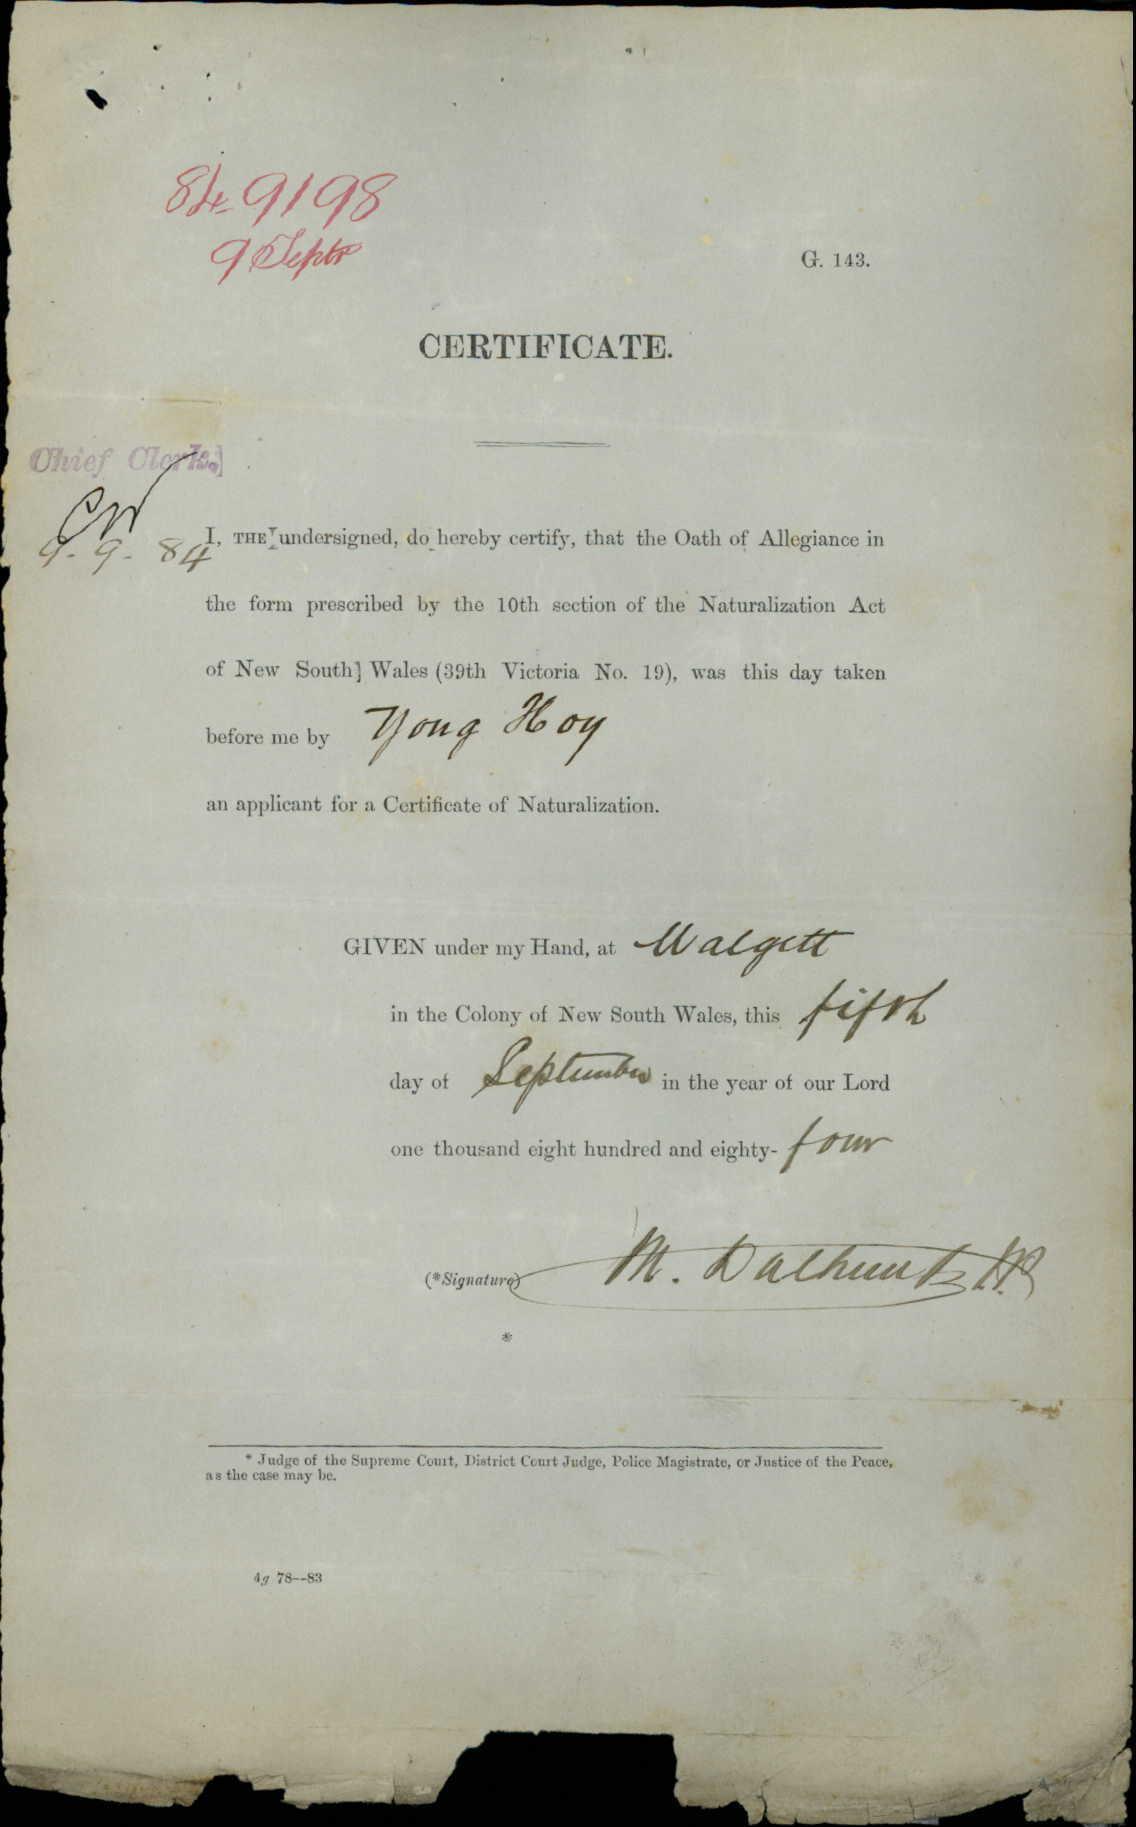 84. 9198
9 Septr
G. 143.
CERTIFICATE.
Chief Clerk.]
CW
9. 9. 84
I, THE undersigned, do hereby certify, that the Oath of Allegiance in
the form prescribed by the 10th section of the Naturalization Act
of New South] Wales (39th Victoria No. 19), was this day taken
before me by Yong Hoy
an applicant for a Certificate of Naturalization.
GIVEN under my Hand, at Walgett
in the Colony of New South Wales, this fifth
day of September in the year of our Lord
one thousand eight hundred and eighty-four
(*Signature) M. Dalhunty
*
* Judge of the Supreme Court, District Court Judge, Police Magistrate, or Justice of the Peace,
as the case may be.
4g 78--83